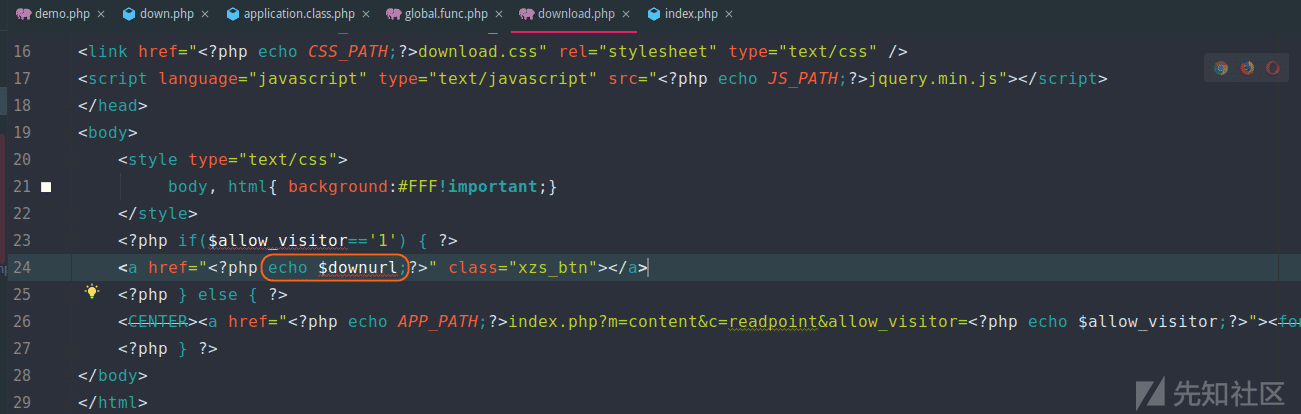 demo.php × down.php × application.class.php × global.func.php × download.php × index.php ×
16 <link href="<?php echo CSS_PATH;?>download.css" rel="stylesheet" type="text/css" />
17 <script language="javascript" type="text/javascript" src="<?php echo JS_PATH;?>jquery.min.js"></script>
18 </head>
19 <body>
20 <style type="text/css">
21 body, html{ background:#FFF!important;}
22 </style>
23 <?php if($allow_visitor=='1') { ?>
24 <a href="<?php echo $downurl;?>" class="xzs_btn"></a>
25 <?php } else { ?>
26 <CENTER><a href="<?php echo APP_PATH;?>index.php?m=content&c=readpoint&allow_visitor=<?php echo $allow_visitor;?>"><fo
27 <?php } ?>
28 </body>
29 </html>
先知社区